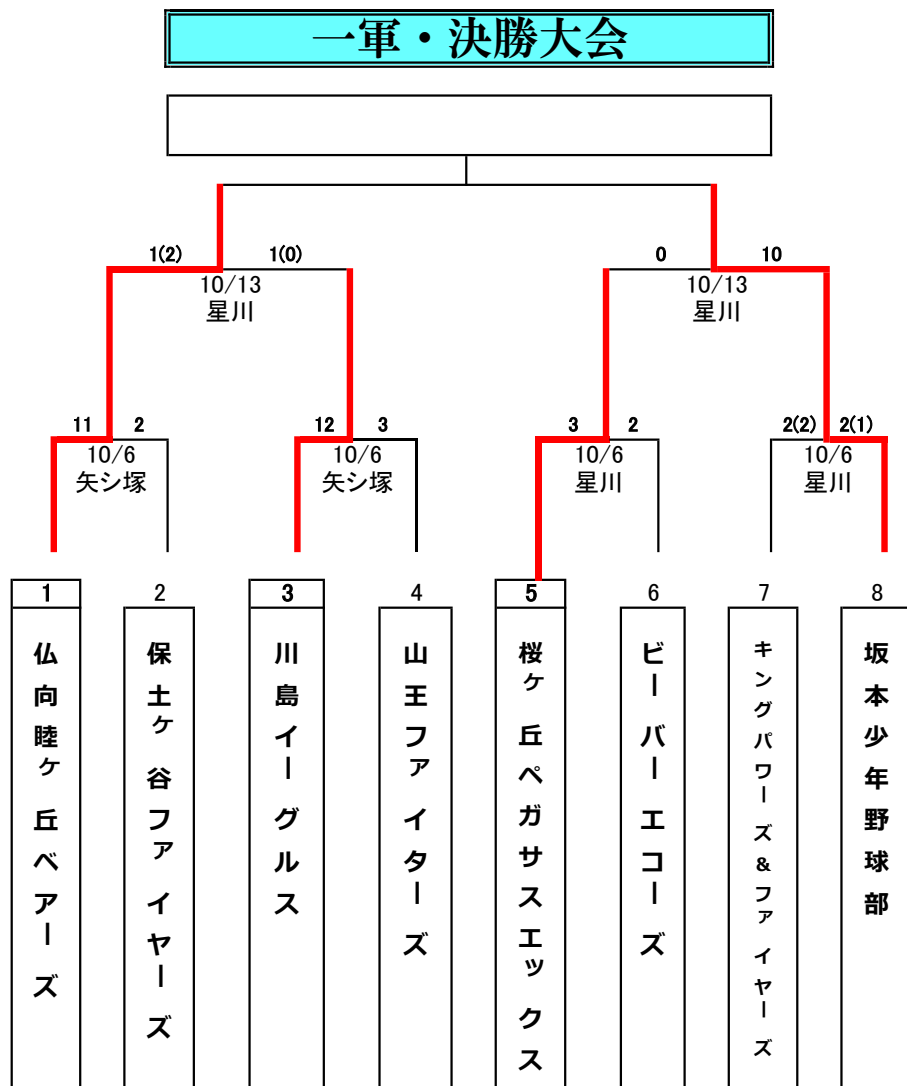 一軍・決勝大会
1(2) 1(0) 0 10
10/13 10/13
星川 星川
11 2 12 3 3 2 2(2) 2(1)
10/6 10/6 10/6 10/6
矢シ塚 矢シ塚 星川 星川
1 2 3 4 5 6 7 8
仏向睦ケ丘ベアーズ
保土ケ谷ファイヤーズ
川島イーグルス
山王ファイターズ
桜ケ丘ペガサスエックス
ビーバーエコーズ
キングパワーズ&ファイヤーズ
坂本少年野球部